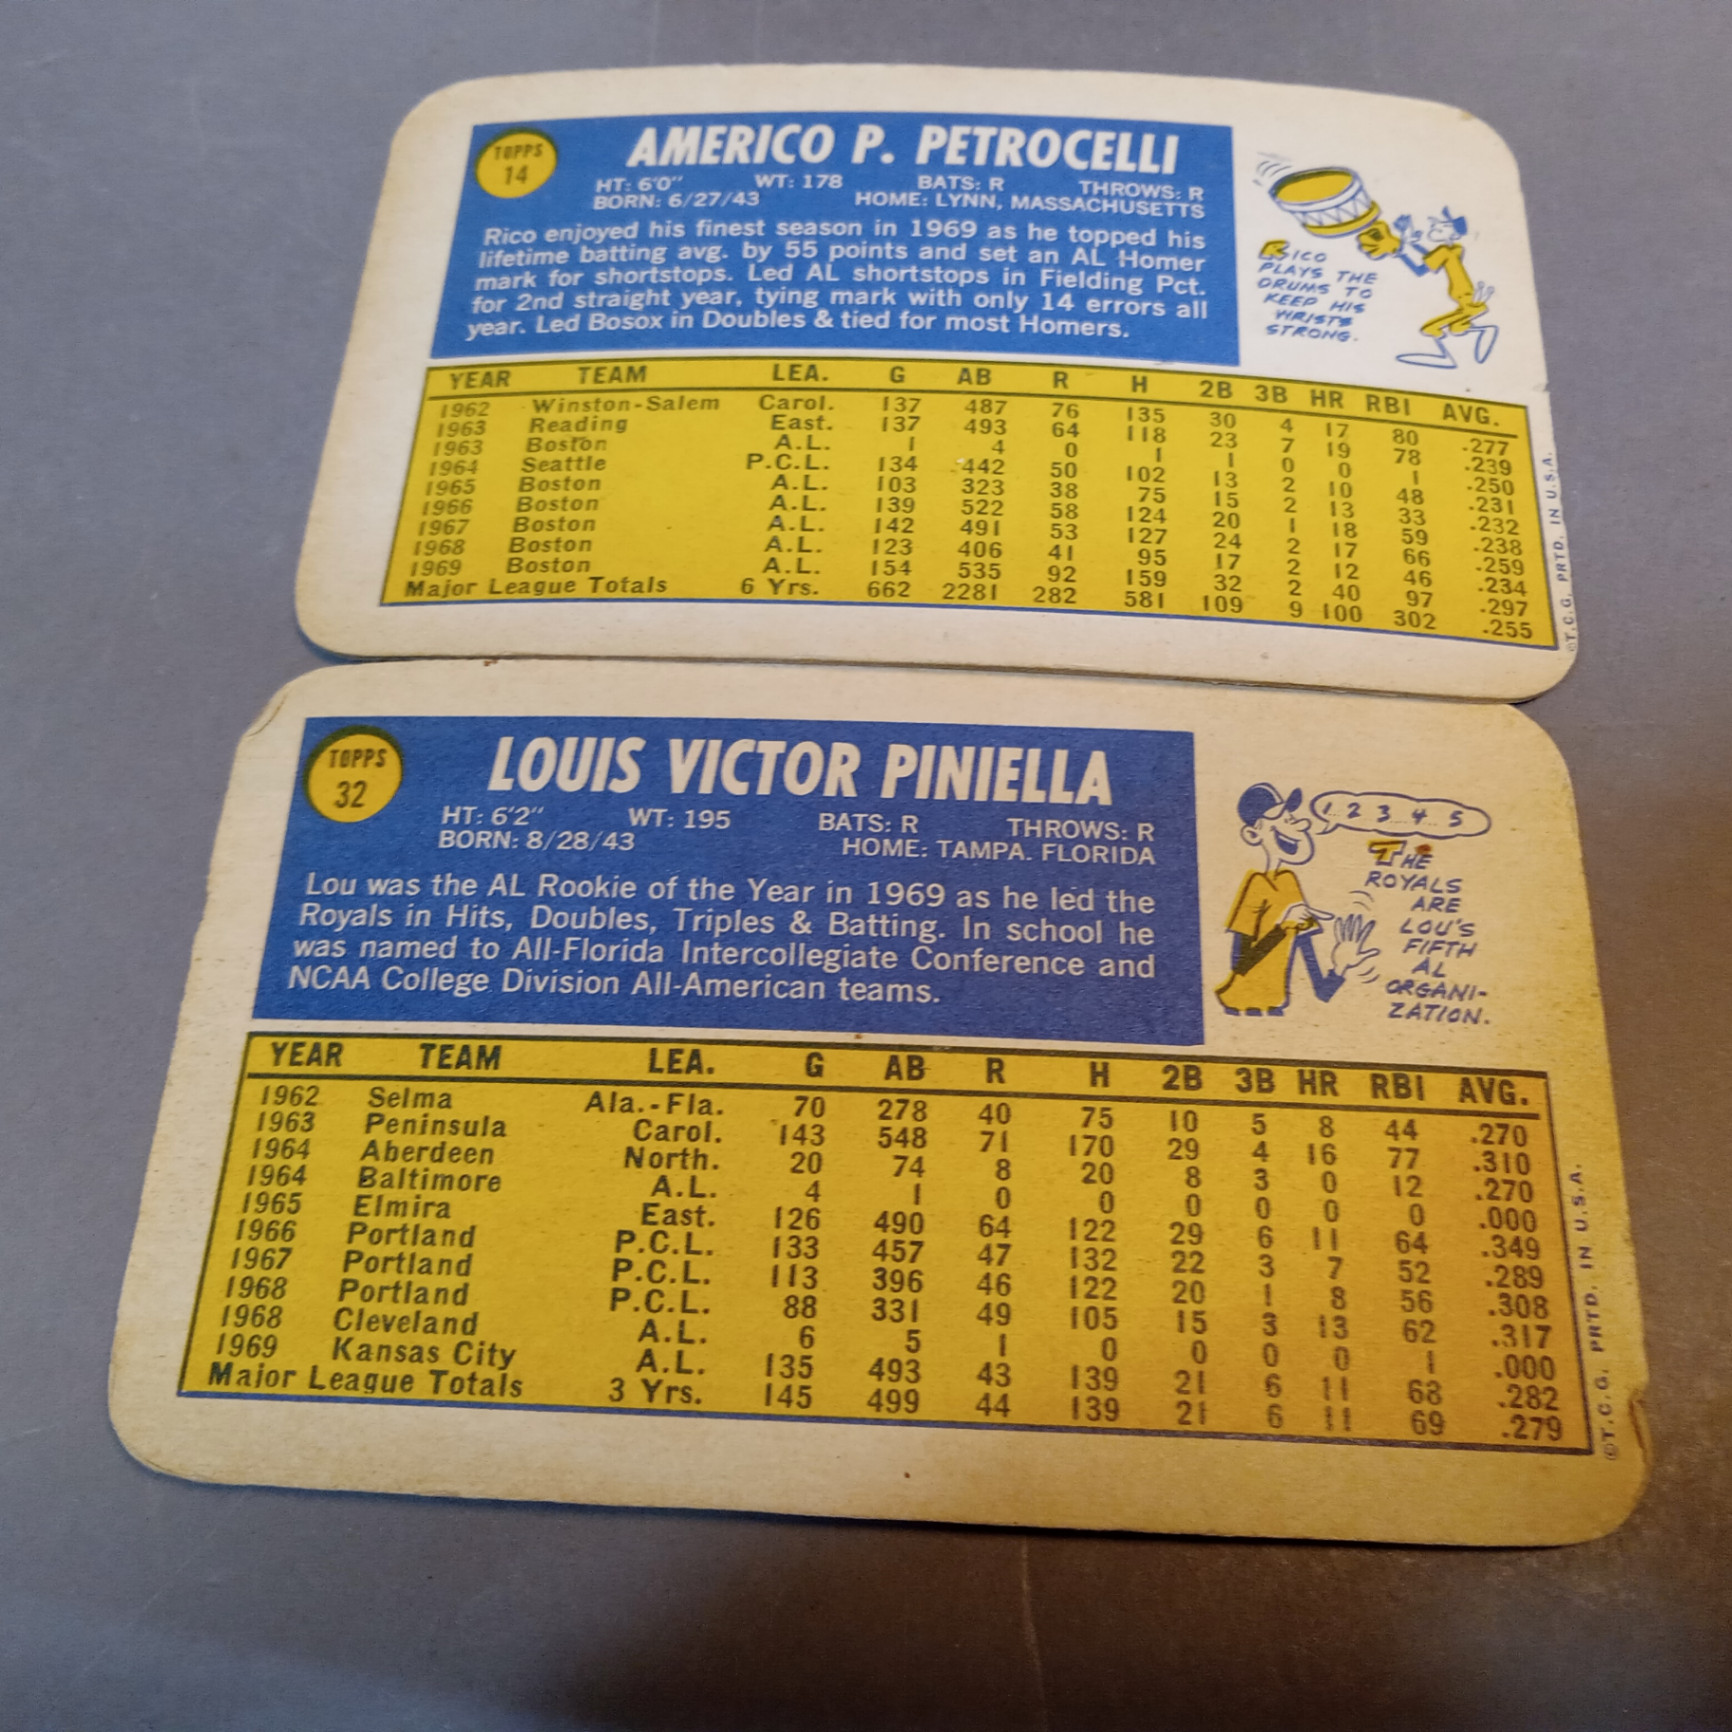 TOPPS
14
AMERICO P. PETROCELLI
HT: 6'0" WT: 178 BATS: R THROWS: R
BORN: 6/27/43 HOME: LYNN, MASSACHUSETTS
Rico enjoyed his finest season in 1969 as he topped his
lifetime batting avg. by 55 points and set an AL Homer
mark for shortstops. Led AL shortstops in Fielding Pct.
for 2nd straight year, tying mark with only 14 errors all
year. Led Bosox in Doubles & tied for most Homers.
RICO
PLAYS THE
DRUMS TO
KEEP HIS
WRISTS
STRONG.
YEAR TEAM LEA. G AB R H 2B 3B HR RBI AVG.
1962 Winston-Salem Carol. 137 487 76 135 30 4 17 80 .277
1963 Reading East. 137 493 64 118 23 7 19 78 .239
1963 Boston A.L. 1 4 0 1 1 0 0 1 .250
1964 Seattle P.C.L. 134 442 50 102 13 2 10 48 .231
1965 Boston A.L. 103 323 38 75 15 2 13 33 .232
1966 Boston A.L. 139 522 58 124 20 1 18 59 .238
1967 Boston A.L. 142 491 53 127 24 2 17 66 .259
1968 Boston A.L. 123 406 41 95 17 2 12 46 .234
1969 Boston A.L. 154 535 92 159 32 2 40 97 .297
Major League Totals 6 Yrs. 662 2281 282 581 109 9 100 302 .255
©T.C.G. PRTD. IN U.S.A.
TOPPS
32
LOUIS VICTOR PINIELLA
HT: 6'2" WT: 195 BATS: R THROWS: R
BORN: 8/28/43 HOME: TAMPA. FLORIDA
Lou was the AL Rookie of the Year in 1969 as he led the
Royals in Hits, Doubles, Triples & Batting. In school he
was named to All-Florida Intercollegiate Conference and
NCAA College Division All-American teams.
1.. 2 3... 4.. 5
THE
ROYALS
ARE
LOU'S
FIFTH
AL
ORGANI-
ZATION.
YEAR TEAM LEA. G AB R H 2B 3B HR RBI AVG.
1962 Selma Ala.-Fla. 70 278 40 75 10 5 8 44 .270
1963 Peninsula Carol. 143 548 71 170 29 4 16 77 .310
1964 Aberdeen North. 20 74 8 20 8 3 0 12 .270
1964 Baltimore A.L. 4 1 0 0 0 0 0 0 .000
1965 Elmira East. 126 490 64 122 29 6 11 64 .349
1966 Portland P.C.L. 133 457 47 132 22 3 7 52 .289
1967 Portland P.C.L. 113 396 46 122 20 1 8 56 .308
1968 Portland P.C.L. 88 331 49 105 15 3 13 62 .317
1968 Cleveland A.L. 6 5 1 0 0 0 0 1 .000
1969 Kansas City A.L. 135 493 43 139 21 6 11 68 .282
Major League Totals 3 Yrs. 145 499 44 139 21 6 11 69 .279
©T.C.G. PRTD. IN U.S.A.